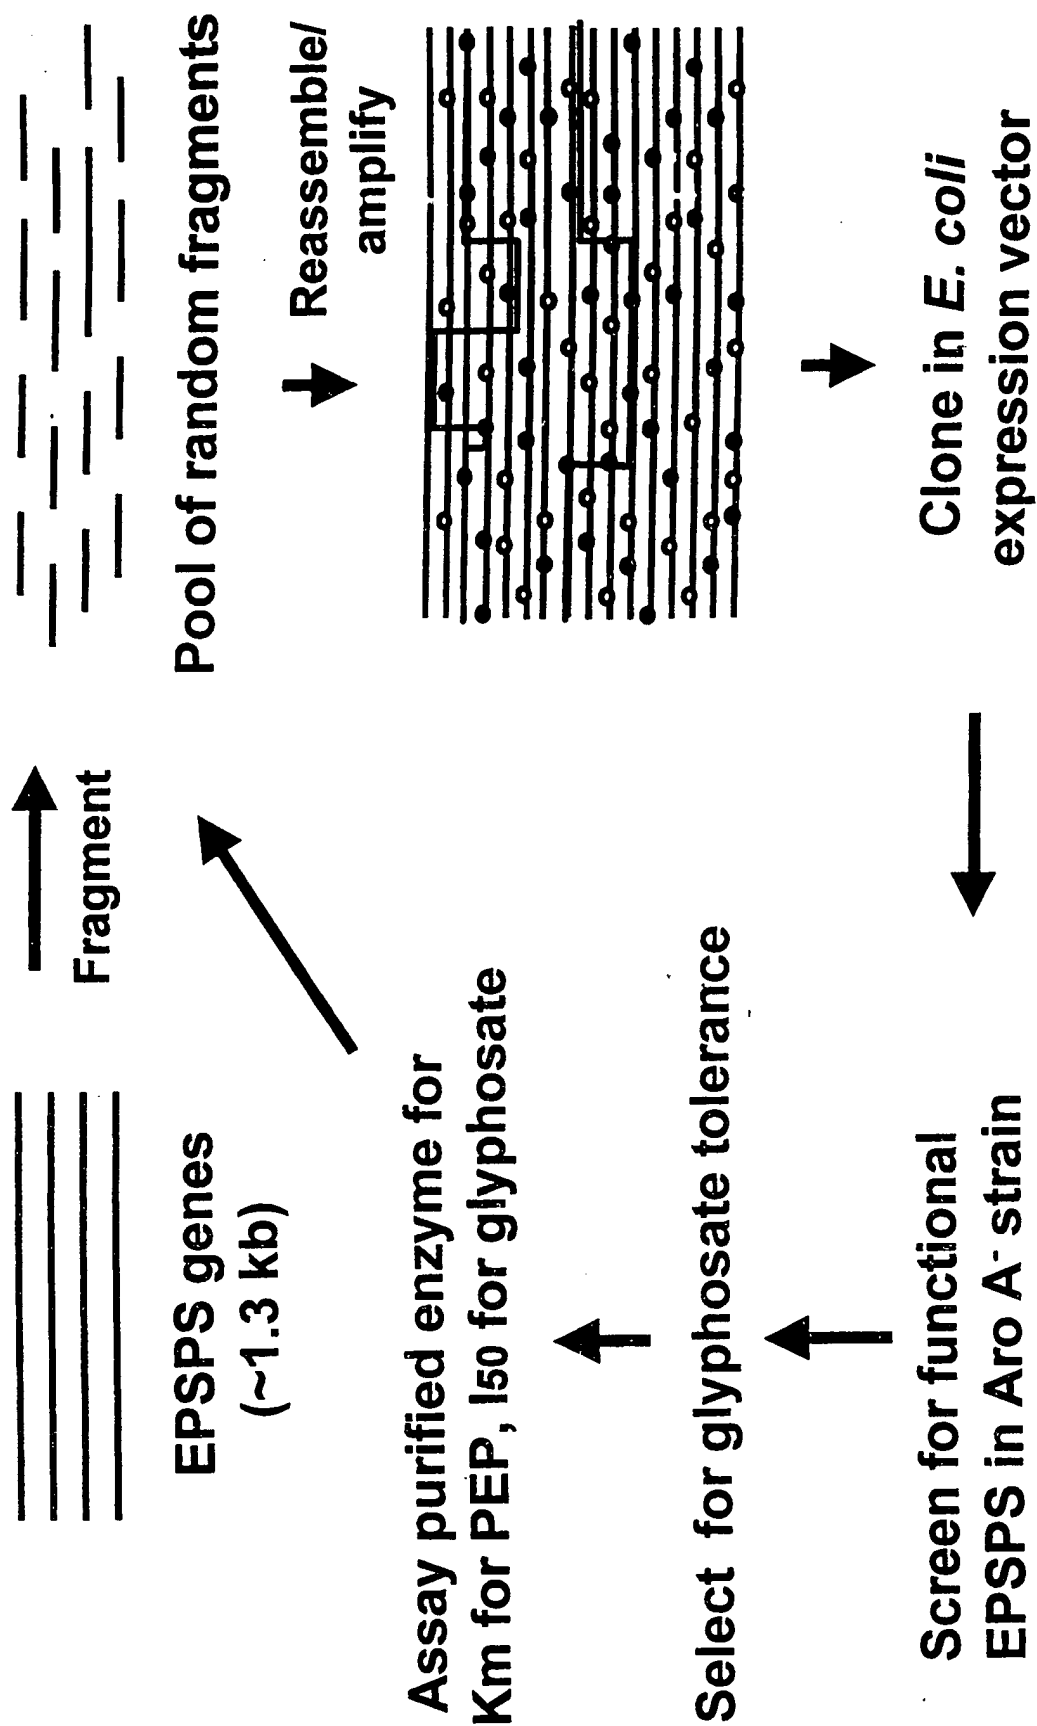 EPSPS genes
(~1.3 kb)
Fragment
Pool of random fragments
Reassemble/
amplify
Clone in E. coli
expression vector
Screen for functional
EPSPS in Aro A- strain
Select for glyphosate tolerance
Assay purified enzyme for
Km for PEP, I50 for glyphosate